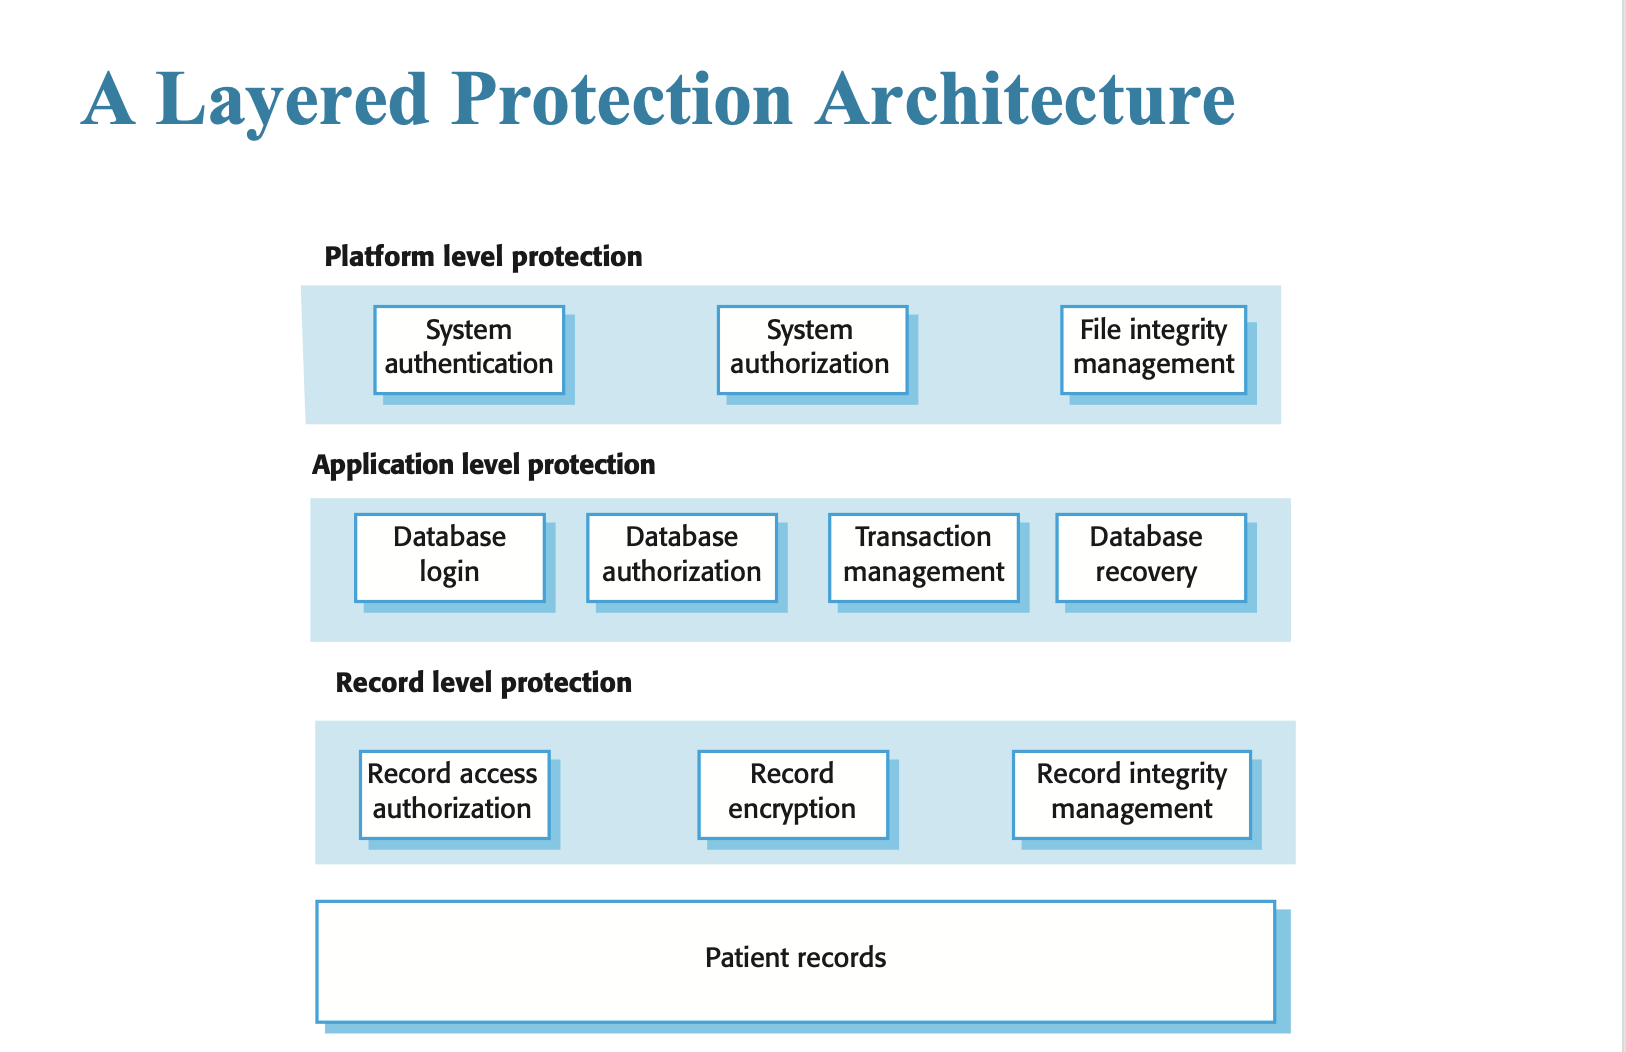 A Layered Protection Architecture
Platform level protection
System
authentication
System
authorization
File integrity
management
Application level protection
Database
login
Database
authorization
Transaction
management
Database
recovery
Record level protection
Record access
authorization
Record
encryption
Record integrity
management
Patient records